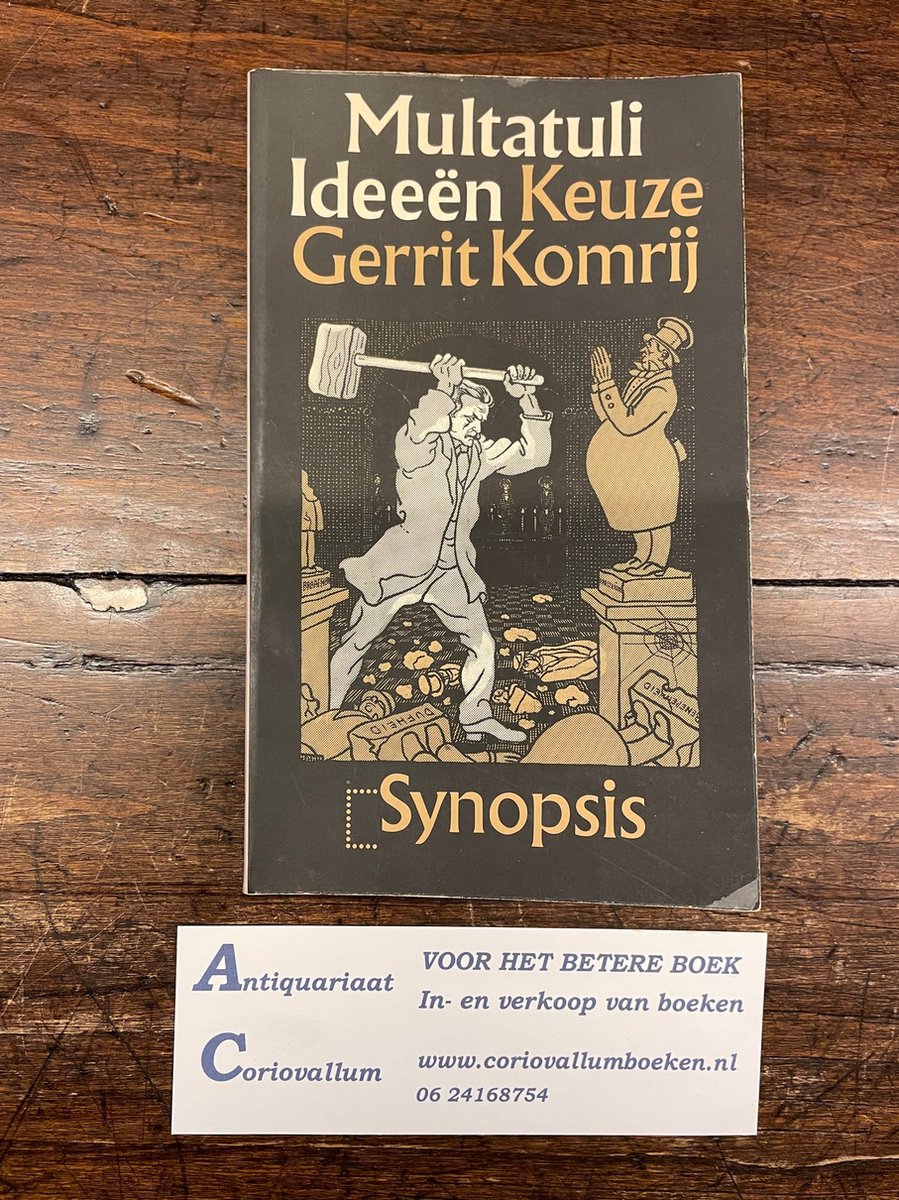 Multatuli
Ideeën Keuze
Gerrit Komrij
DUFHEID
Synopsis
Antiquariaat
Coriovallum
VOOR HET BETERE BOEK
In- en verkoop van boeken
www.coriovallumboeken.nl
06 24168754